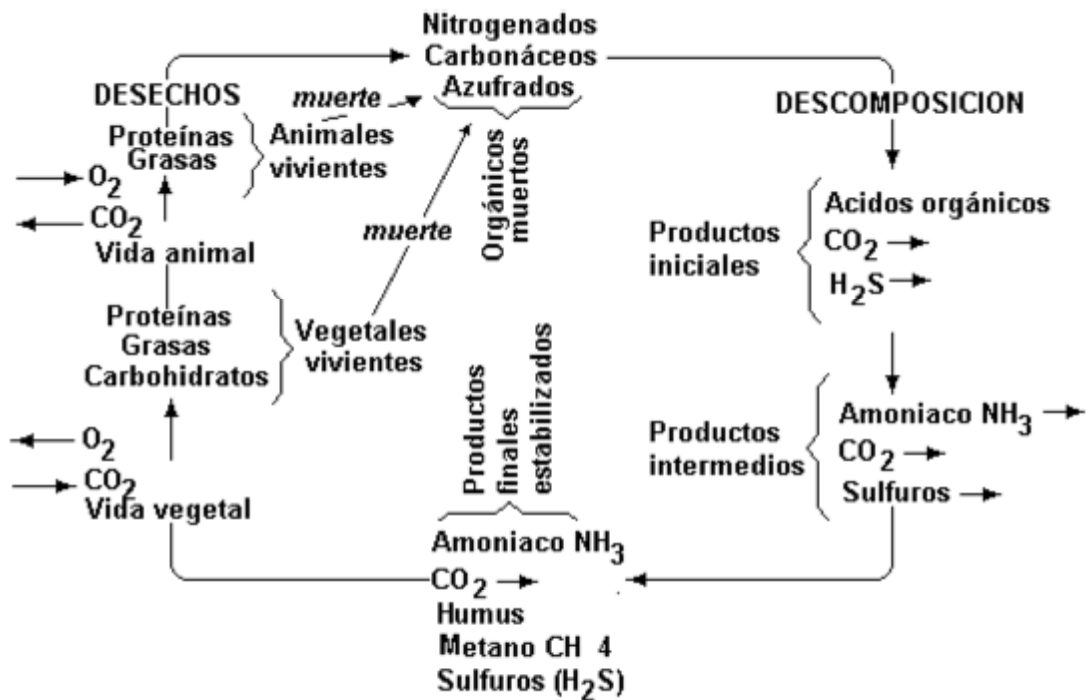 Nitrogenados
Carbonáceos
Azufrados
Orgánicos
muertos
DESECHOS
Proteínas
Grasas
muerte
Animales
vivientes
O2
CO2
Vida animal
muerte
Proteínas
Grasas
Carbohidratos
Vegetales
vivientes
O2
CO2
Vida vegetal
DESCOMPOSICION
Productos
iniciales
Acidos orgánicos
CO2
H2S
Productos
intermedios
Amoniaco NH3
CO2
Sulfuros
Productos
finales
estabilizados
Amoniaco NH3
CO2
Humus
Metano CH 4
Sulfuros (H2S)